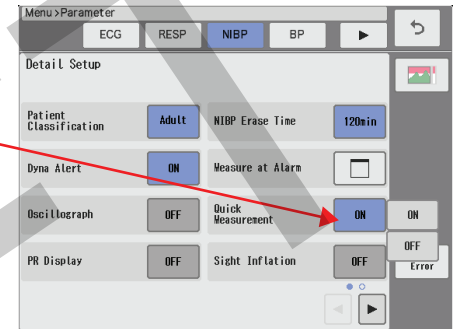 Menu>Parameter
ECG RESP NIBP BP
Detail Setup
Patient Classification Adult NIBP Erase Time 120min
Dyna Alert ON Measure at Alarm
Oscillograph OFF Quick Measurement ON ON
OFF
PR Display OFF Sight Inflation OFF Error